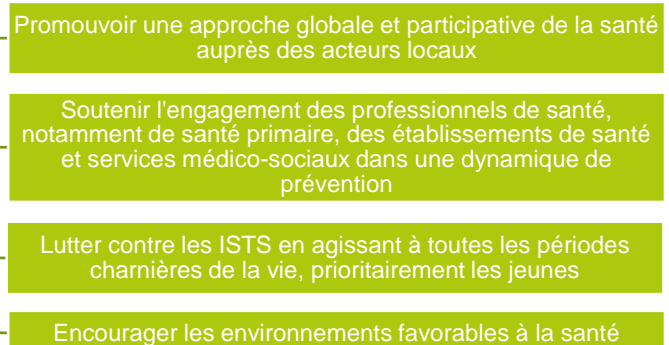 Promouvoir une approche globale et participative de la santé
auprès des acteurs locaux
Soutenir l'engagement des professionnels de santé,
notamment de santé primaire, des établissements de santé
et services médico-sociaux dans une dynamique de
prévention
Lutter contre les ISTS en agissant à toutes les périodes
charnières de la vie, prioritairement les jeunes
Encourager les environnements favorables à la santé